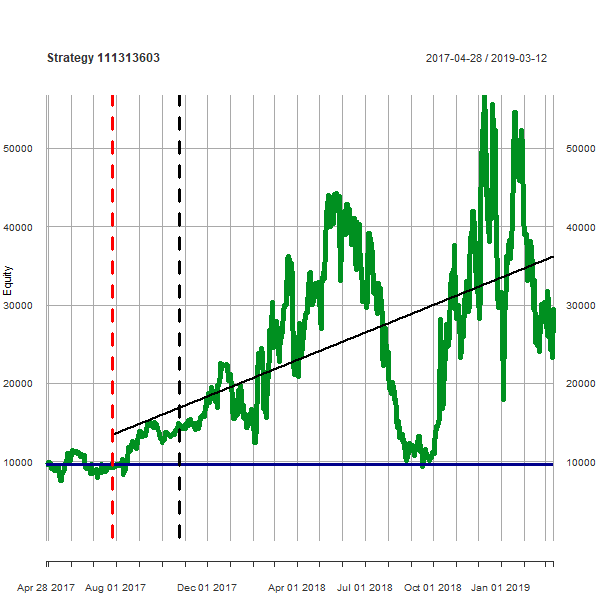 Strategy 111313603
2017-04-28 / 2019-03-12
50000
50000
40000
40000
Equity
30000
30000
20000
20000
10000
10000
Apr 28 2017
Aug 01 2017
Dec 01 2017
Apr 01 2018
Jul 01 2018
Oct 01 2018
Jan 01 2019